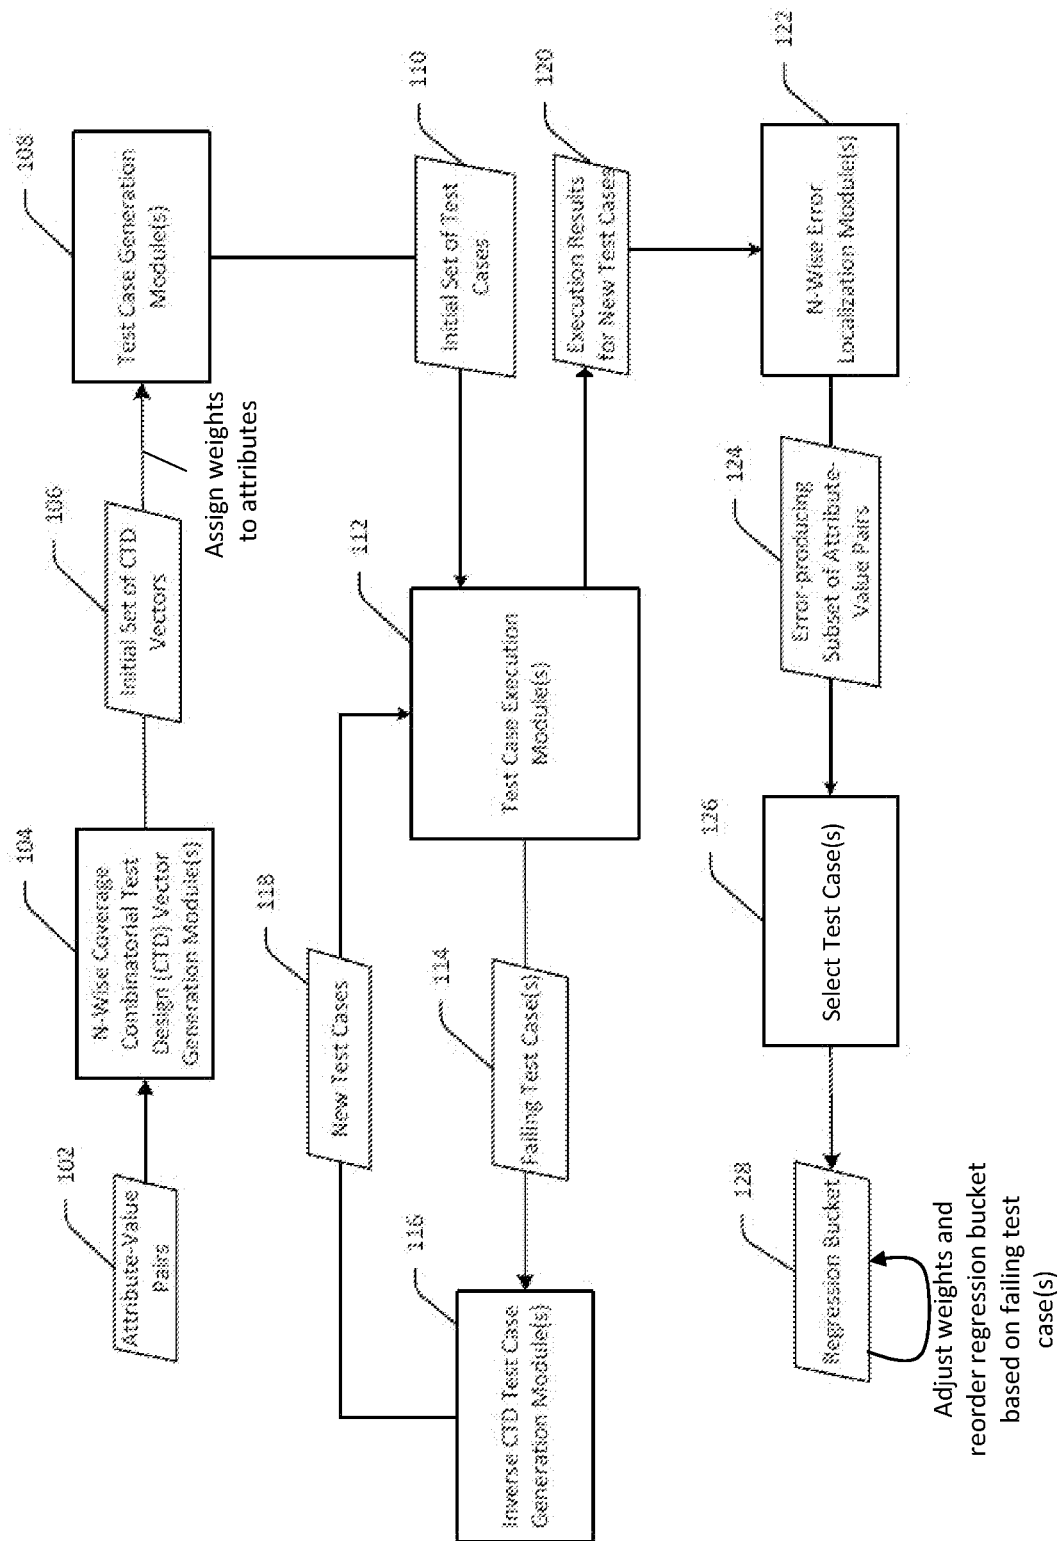 102
Attribute-Value
Pairs
104
N-Wise Coverage
Combinatorial Test
Design (CTD) Vector
Generation Module(s)
106
Initial Set of CTD
Vectors
Assign weights
to attributes
108
Test Case Generation
Module(s)
110
Initial Set of Test
Cases
112
Test Case Execution
Module(s)
114
Failing Test Case(s)
116
Inverse CTD Test Case
Generation Module(s)
118
New Test Cases
120
Execution Results
for New Test Cases
122
N-Wise Error
Localization Module(s)
124
Error-producing
Subset of Attribute-
Value Pairs
126
Select Test Case(s)
128
Regression Bucket
Adjust weights and
reorder regression bucket
based on failing test
case(s)